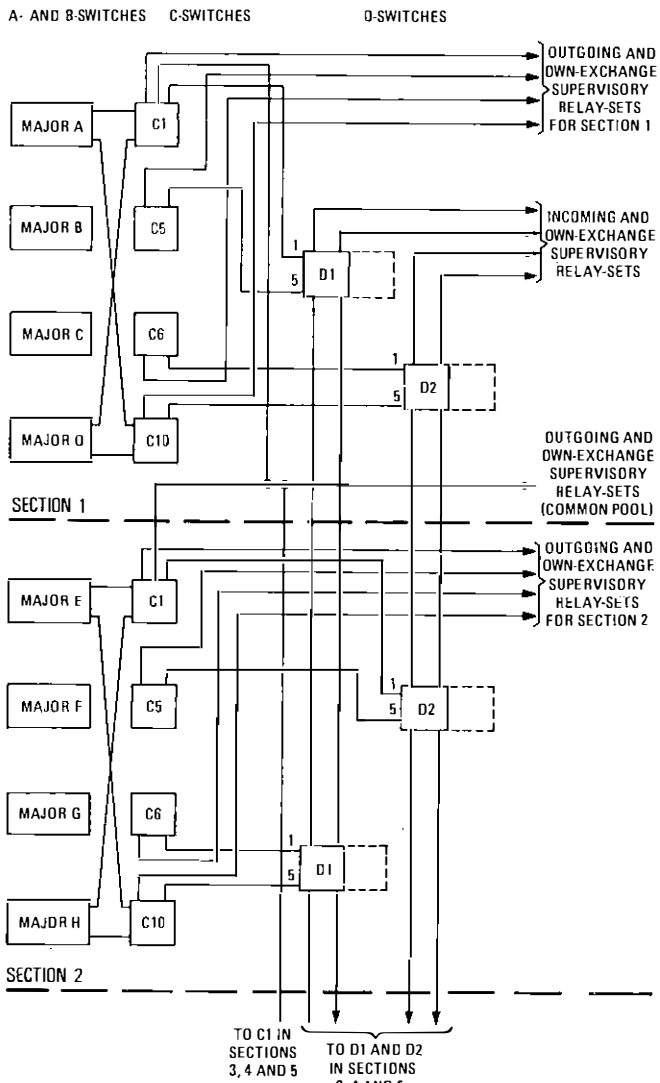 A- AND B-SWITCHES C-SWITCHES D-SWITCHES
OUTGOING AND
OWN-EXCHANGE
SUPERVISORY
RELAY-SETS
FOR SECTION 1
MAJOR A
C1
MAJOR B
C5
INCOMING AND
OWN-EXCHANGE
SUPERVISORY
RELAY-SETS
1
5
D1
MAJOR C
C6
1
5
D2
MAJOR D
C10
OUTGOING AND
OWN-EXCHANGE
SUPERVISORY
RELAY-SETS
(COMMON POOL)
SECTION 1
OUTGOING AND
OWN-EXCHANGE
SUPERVISORY
RELAY-SETS
FOR SECTION 2
MAJOR E
C1
MAJOR F
C5
1
5
D2
MAJOR G
C6
1
5
D1
MAJOR H
C10
SECTION 2
TO C1 IN
SECTIONS
3, 4 AND 5
TO D1 AND D2
IN SECTIONS